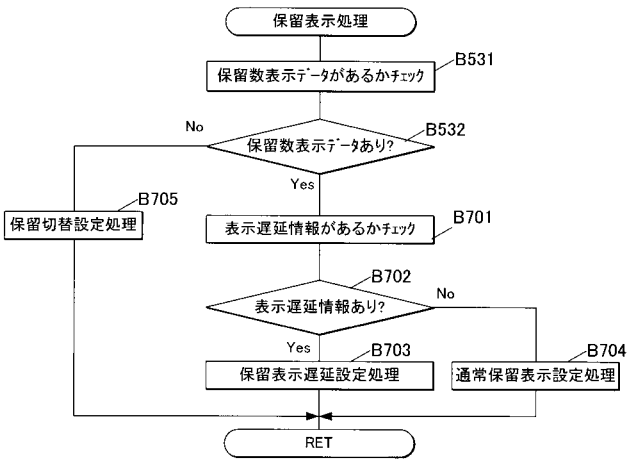 保留表示処理
B531
保留数表示データがあるかチェック
B532
No
保留数表示データあり?
Yes
B705
保留切替設定処理
B701
表示遅延情報があるかチェック
B702
No
表示遅延情報あり?
Yes
B703
保留表示遅延設定処理
B704
通常保留表示設定処理
RET